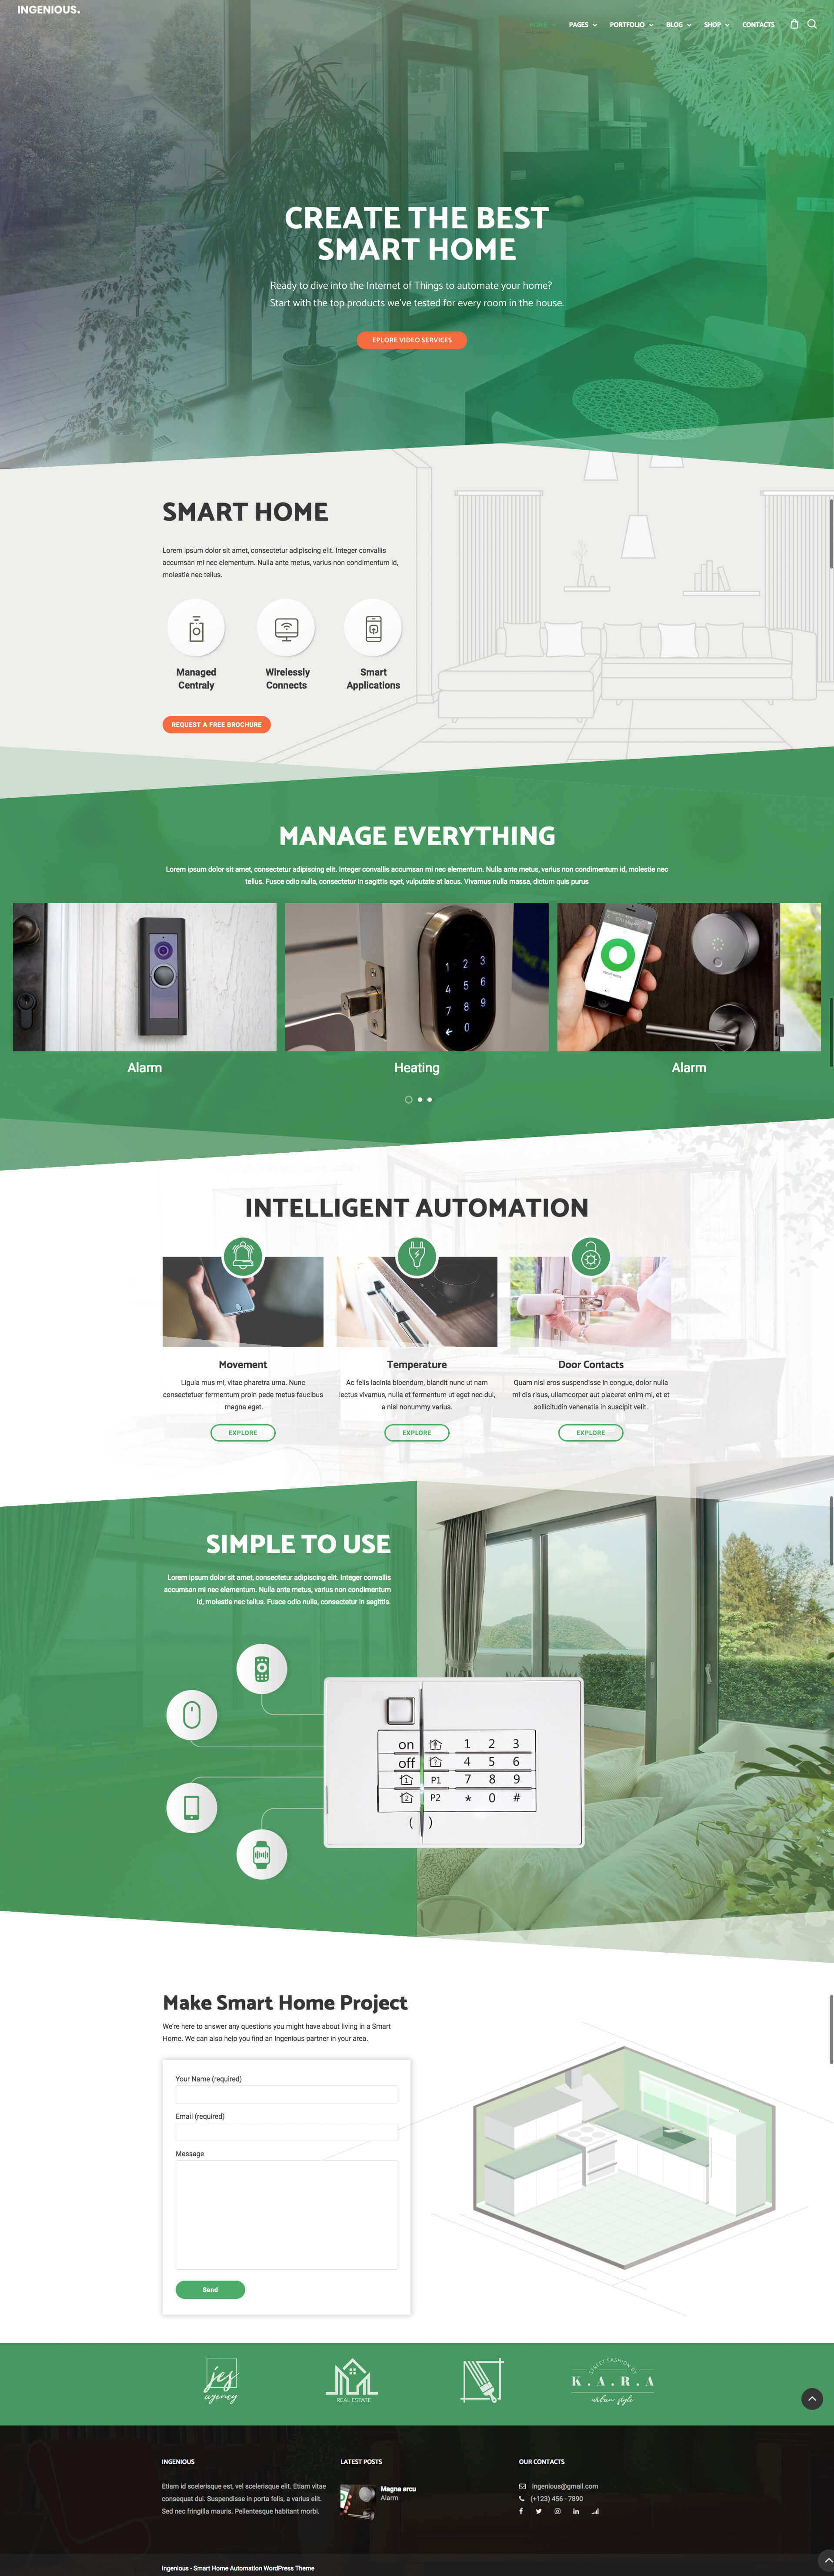 INGENIOUS.
HOME PAGES PORTFOLIO BLOG SHOP CONTACTS
CREATE THE BEST
SMART HOME
Ready to dive into the Internet of Things to automate your home?
Start with the top products we've tested for every room in the house.
EPLORE VIDEO SERVICES
SMART HOME
Lorem ipsum dolor sit amet, consectetur adipiscing elit. Integer convallis
accumsan mi nec elementum. Nulla ante metus, varius non condimentum id,
molestie nec tellus.
Managed
Centraly
Wirelessly
Connects
Smart
Applications
REQUEST A FREE BROCHURE
MANAGE EVERYTHING
Lorem ipsum dolor sit amet, consectetur adipiscing elit. Integer convallis accumsan mi nec elementum. Nulla ante metus, varius non condimentum id, molestie nec
tellus. Fusce odio nulla, consectetur in sagittis eget, vulputate at lacus. Vivamus nulla massa, dictum quis purus
1 2 3
4 5 6
7 8 9
0
Alarm
Heating
Alarm
INTELLIGENT AUTOMATION
Movement
Ligula mus mi, vitae pharetra urna. Nunc
consectetuer fermentum proin pede metus faucibus
magna eget.
EXPLORE
Temperature
Ac felis lacinia bibendum, blandit nunc ut nam
lectus vivamus, nulla et fermentum ut eget nec dui,
a nisl nonummy varius.
EXPLORE
Door Contacts
Quam nisl eros suspendisse in congue, dolor nulla
mi dis risus, ullamcorper aut placerat enim mi, et et
sollicitudin venenatis in suscipit velit.
EXPLORE
SIMPLE TO USE
Lorem ipsum dolor sit amet, consectetur adipiscing elit. Integer convallis
accumsan mi nec elementum. Nulla ante metus, varius non condimentum
id, molestie nec tellus. Fusce odio nulla, consectetur in sagittis.
on 1 2 3
off 4 5 6
1 P1 7 8 9
2 P2 * 0 #
( )
Make Smart Home Project
We're here to answer any questions you might have about living in a Smart
Home. We can also help you find an Ingenious partner in your area.
Your Name (required)
Email (required)
Message
Send
jes
agency
REAL ESTATE
STREET FASHION BY
K.A.R.A
urban style
INGENIOUS
Etiam id scelerisque est, vel scelerisque elit. Etiam vitae
consequat dui. Suspendisse in porta felis, a varius elit.
Sed nec fringilla mauris. Pellentesque habitant morbi.
LATEST POSTS
Magna arcu
Alarm
OUR CONTACTS
Ingenious@gmail.com
(+123) 456 - 7890
Ingenious - Smart Home Automation WordPress Theme